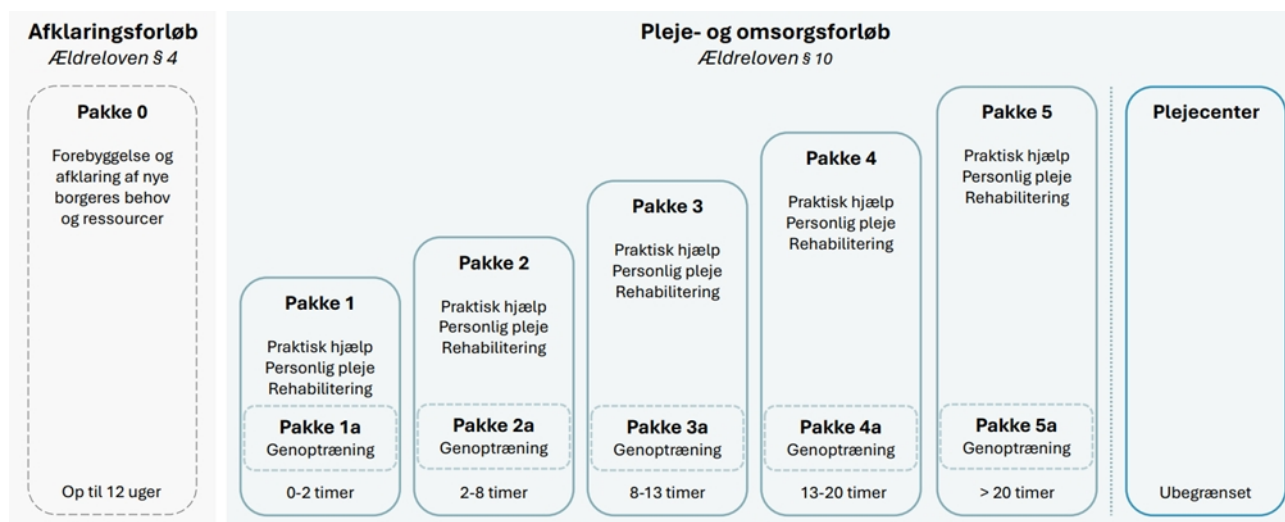 Afklaringsforløb
Ældreloven § 4
Pakke 0
Forebyggelse og
afklaring af nye
borgeres behov
og ressourcer
Op til 12 uger
Pleje- og omsorgsforløb
Ældreloven § 10
Pakke 1
Praktisk hjælp
Personlig pleje
Rehabilitering
Pakke 1a
Genoptræning
0-2 timer
Pakke 2
Praktisk hjælp
Personlig pleje
Rehabilitering
Pakke 2a
Genoptræning
2-8 timer
Pakke 3
Praktisk hjælp
Personlig pleje
Rehabilitering
Pakke 3a
Genoptræning
8-13 timer
Pakke 4
Praktisk hjælp
Personlig pleje
Rehabilitering
Pakke 4a
Genoptræning
13-20 timer
Pakke 5
Praktisk hjælp
Personlig pleje
Rehabilitering
Pakke 5a
Genoptræning
> 20 timer
Plejecenter
Ubegrænset